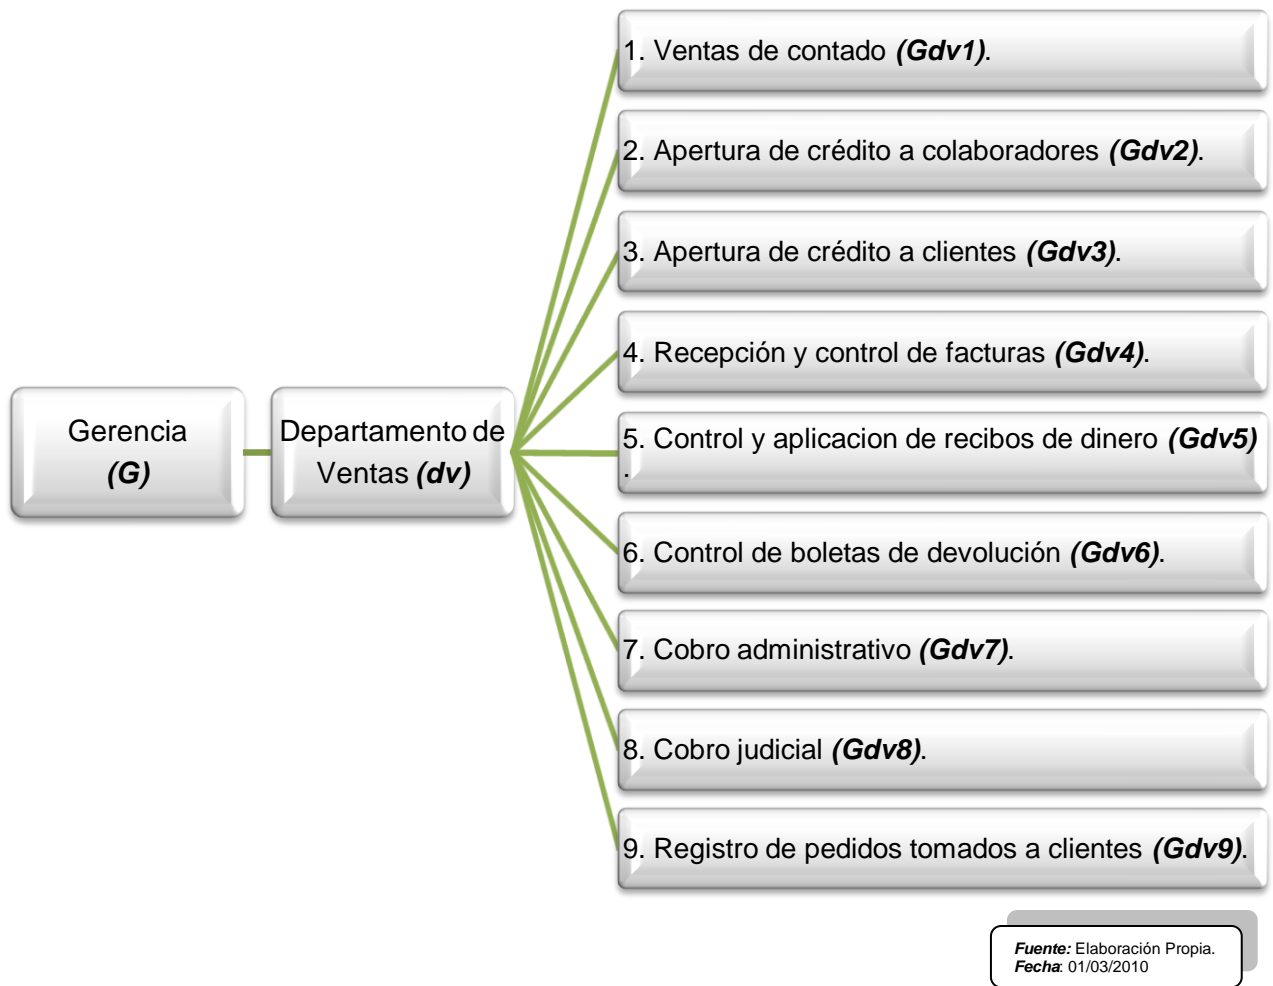 1. Ventas de contado (Gdv1).
2. Apertura de crédito a colaboradores (Gdv2).
3. Apertura de crédito a clientes (Gdv3).
4. Recepción y control de facturas (Gdv4).
Gerencia
(G)
Departamento de
Ventas (dv)
5. Control y aplicacion de recibos de dinero (Gdv5)
.
6. Control de boletas de devolución (Gdv6).
7. Cobro administrativo (Gdv7).
8. Cobro judicial (Gdv8).
9. Registro de pedidos tomados a clientes (Gdv9).
Fuente: Elaboración Propia.
Fecha: 01/03/2010